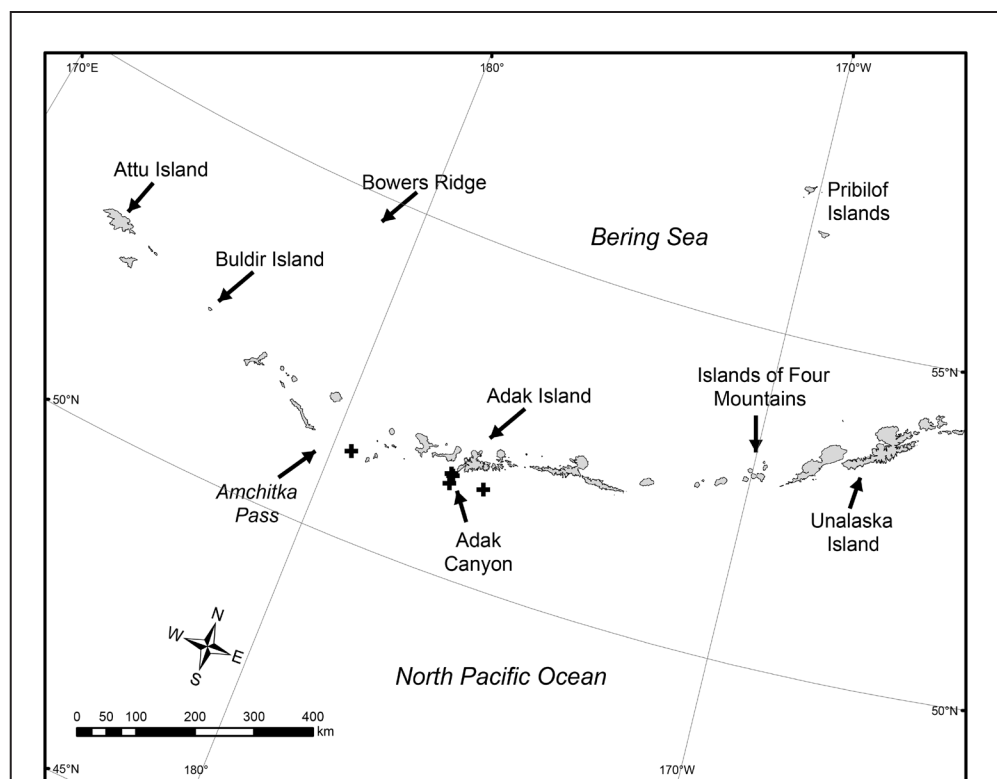 170°E
180°
170°W
Attu Island
Bowers Ridge
Pribilof
Islands
Bering Sea
Buldir Island
55°N
Islands of Four
Mountains
50°N
Adak Island
Amchitka
Pass
Adak
Canyon
Unalaska
Island
N
W
E
S
North Pacific Ocean
50°N
0 50 100 200 300 400
km
45°N
180°
170°W